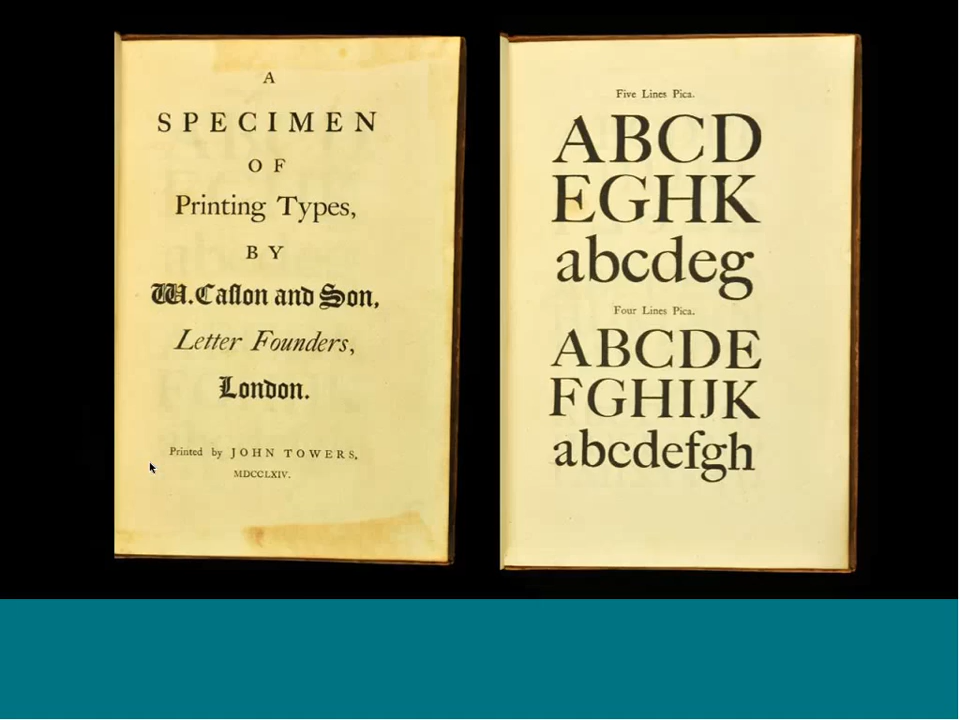 A
SPECIMEN
OF
Printing Types,
BY
W. Caſlon and Son,
Letter Founders,
London.
Printed by JOHN TOWERS,
MDCCLXIV.
Five Lines Pica.
ABCD
EGHK
abcdeg
Four Lines Pica.
ABCDE
FGHIJK
abcdefgh